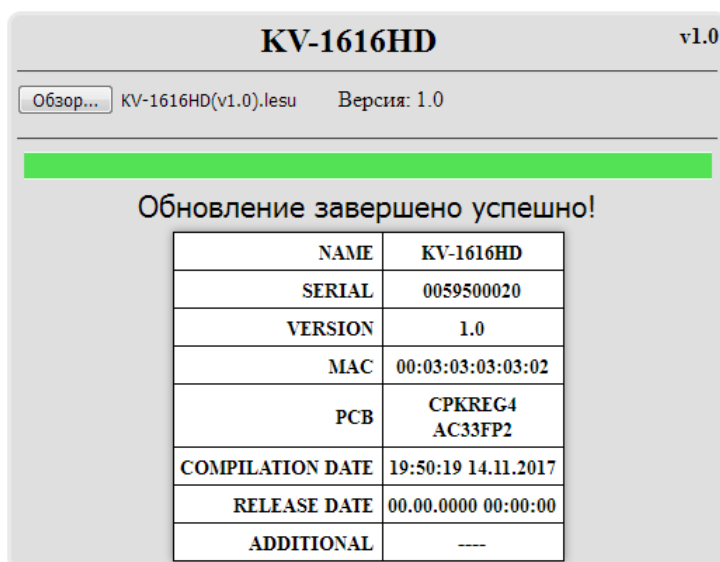 KV-1616HD v1.0
Обзор... KV-1616HD(v1.0).lesu Версия: 1.0
Обновление завершено успешно!
NAME KV-1616HD
SERIAL 0059500020
VERSION 1.0
MAC 00:03:03:03:03:02
PCB CPKREG4
AC33FP2
COMPILATION DATE 19:50:19 14.11.2017
RELEASE DATE 00.00.0000 00:00:00
ADDITIONAL ----